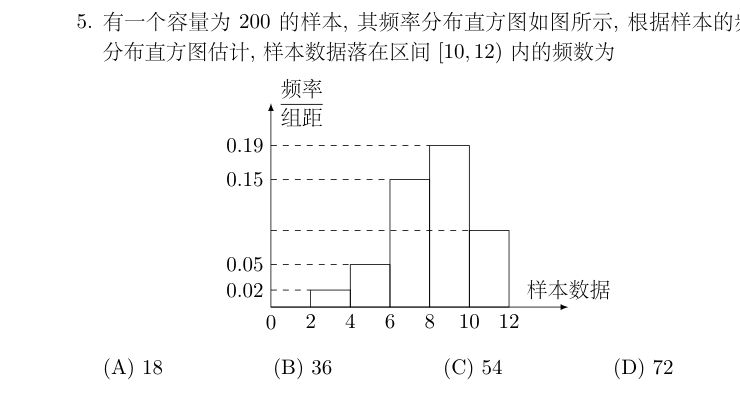 5. 有一个容量为 200 的样本, 其频率分布直方图如图所示, 根据样本的
分布直方图估计, 样本数据落在区间 [10,12) 内的频数为
频率
组距
0.19
0.15
0.05
0.02
样本数据
0 2 4 6 8 10 12
(A) 18 (B) 36 (C) 54 (D) 72